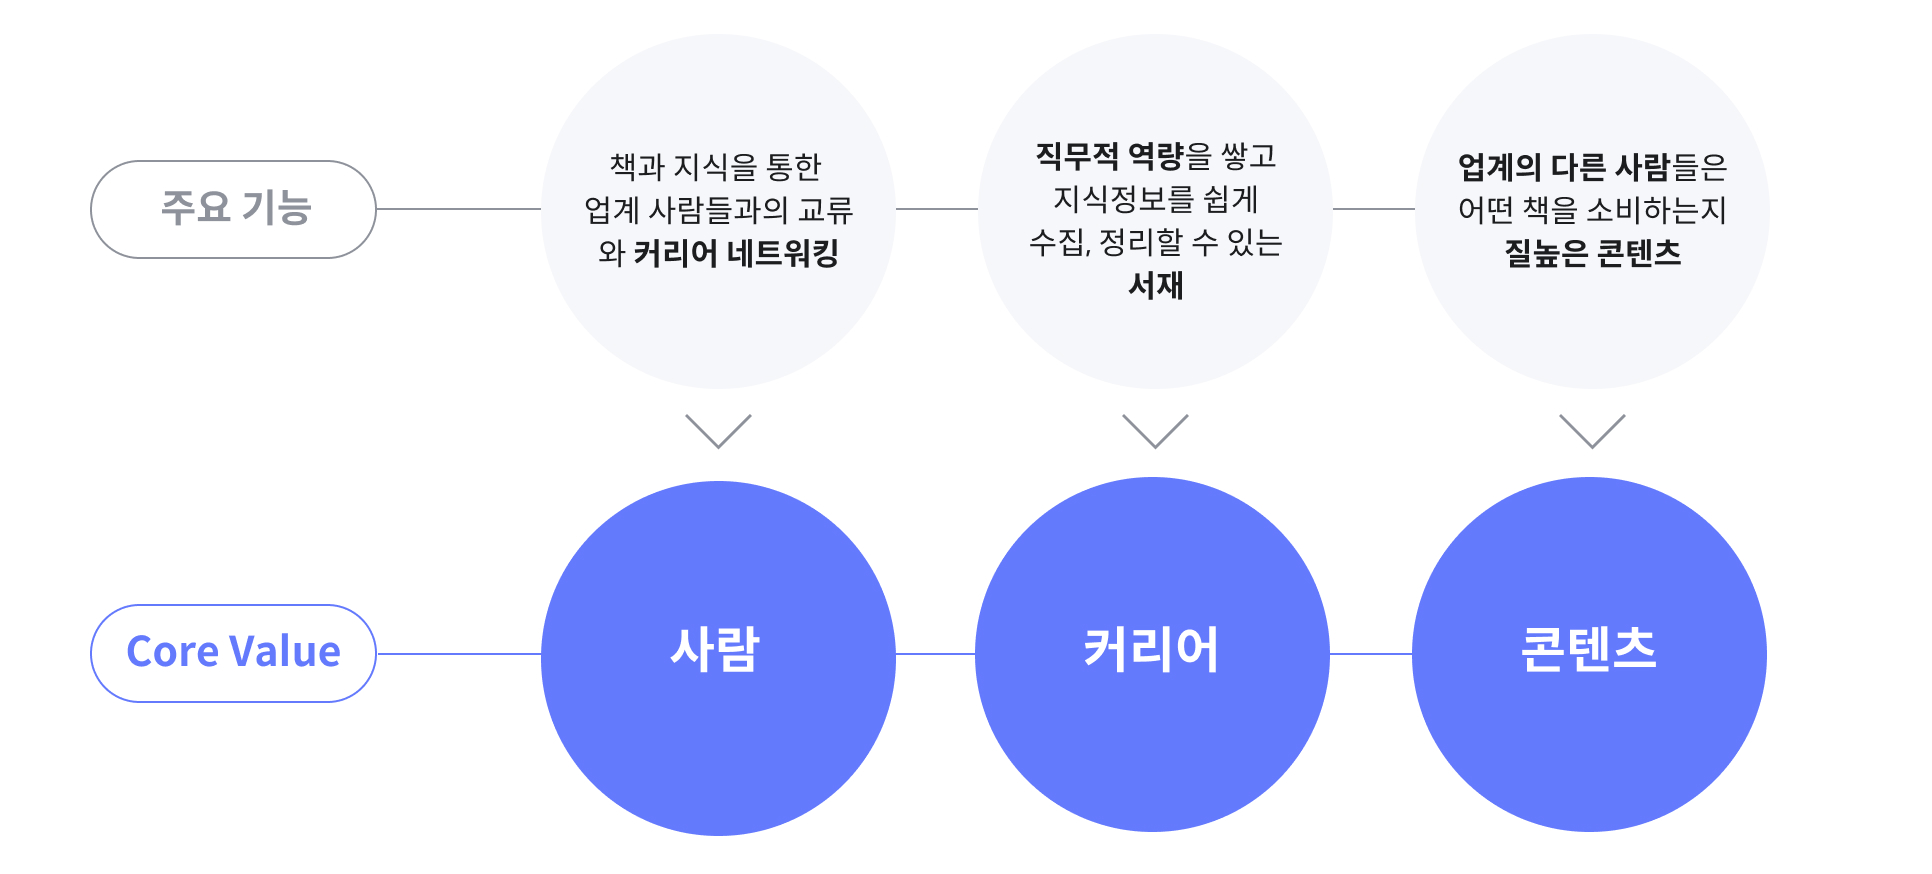 주요 기능
책과 지식을 통한
업계 사람들과의 교류
와 커리어 네트워킹
직무적 역량을 쌓고
지식정보를 쉽게
수집, 정리할 수 있는
서재
업계의 다른 사람들은
어떤 책을 소비하는지
질높은 콘텐츠
Core Value
사람
커리어
콘텐츠